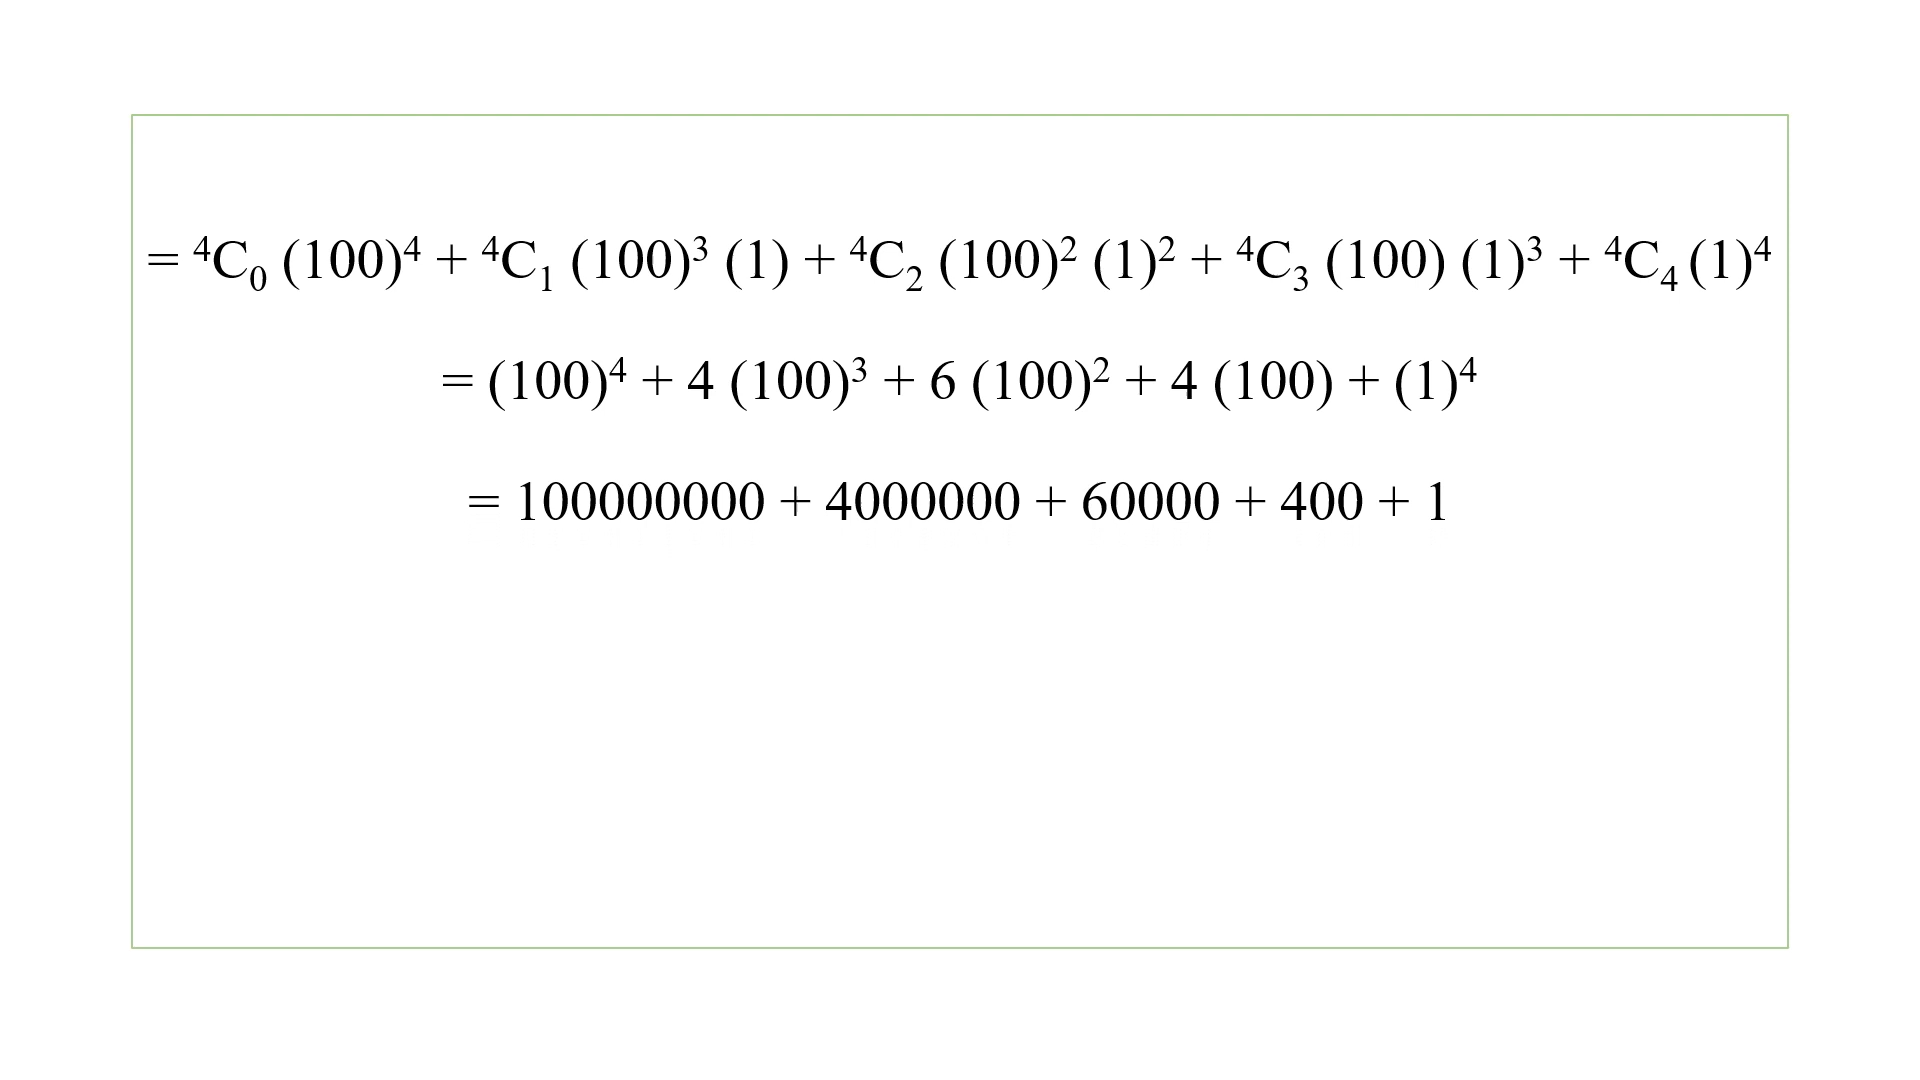 = ⁴C₀ (100)⁴ + ⁴C₁ (100)³ (1) + ⁴C₂ (100)² (1)² + ⁴C₃ (100) (1)³ + ⁴C₄ (1)⁴
= (100)⁴ + 4 (100)³ + 6 (100)² + 4 (100) + (1)⁴
= 100000000 + 4000000 + 60000 + 400 + 1